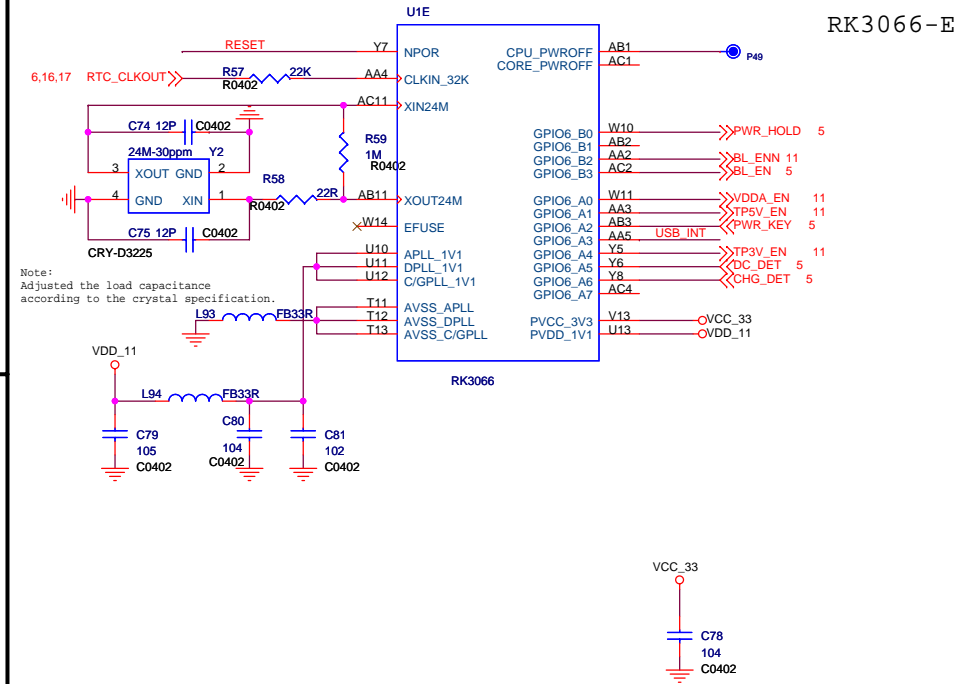 RK3066-E
U1E
RESET
Y7
NPOR
CPU_PWROFF
AB1
P49
CORE_PWROFF
AC1
6,16,17 RTC_CLKOUT
R57
22K
R0402
AA4
CLKIN_32K
AC11
XIN24M
C74 12P
C0402
24M-30ppm
Y2
3
XOUT GND
2
4
GND XIN
1
C75 12P
C0402
CRY-D3225
R59
1M
R0402
R58
22R
R0402
AB11
XOUT24M
W14
EFUSE
U10
APLL_1V1
U11
DPLL_1V1
U12
C/GPLL_1V1
T11
AVSS_APLL
T12
AVSS_DPLL
T13
AVSS_C/GPLL
GPIO6_B0
W10
PWR_HOLD 5
GPIO6_B1
AB2
GPIO6_B2
AA2
BL_ENN 11
GPIO6_B3
AC2
BL_EN 5
GPIO6_A0
W11
VDDA_EN 11
GPIO6_A1
AA3
TP5V_EN 11
GPIO6_A2
AB3
PWR_KEY 5
GPIO6_A3
AA5
USB_INT
GPIO6_A4
Y5
TP3V_EN 11
GPIO6_A5
Y6
DC_DET 5
GPIO6_A6
Y8
CHG_DET 5
GPIO6_A7
AC4
PVCC_3V3
V13
VCC_33
PVDD_1V1
U13
VDD_11
RK3066
Note:
Adjusted the load capacitance
according to the crystal specification.
L93
FB33R
VDD_11
L94
FB33R
C79
105
C0402
C80
104
C0402
C81
102
C0402
VCC_33
C78
104
C0402